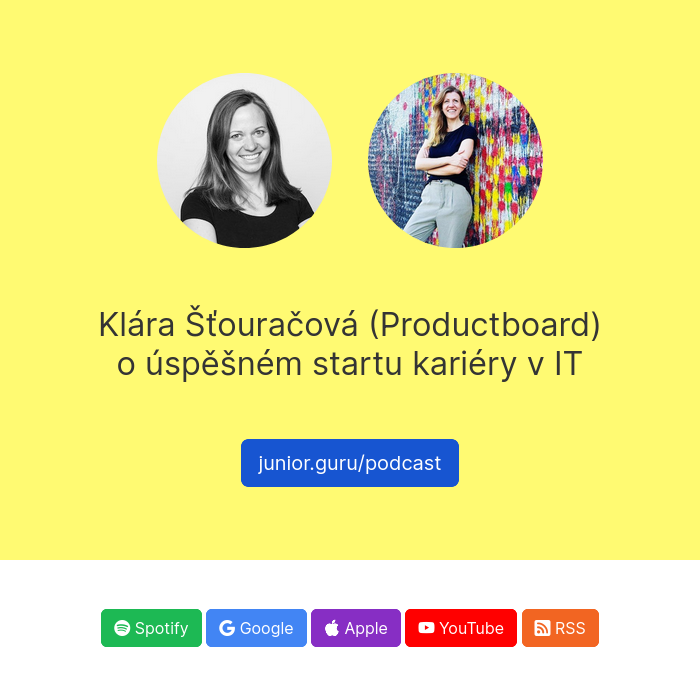 Klára Šťouračová (Productboard)
o úspěšném startu kariéry v IT
junior.guru/podcast
Spotify Google Apple YouTube RSS